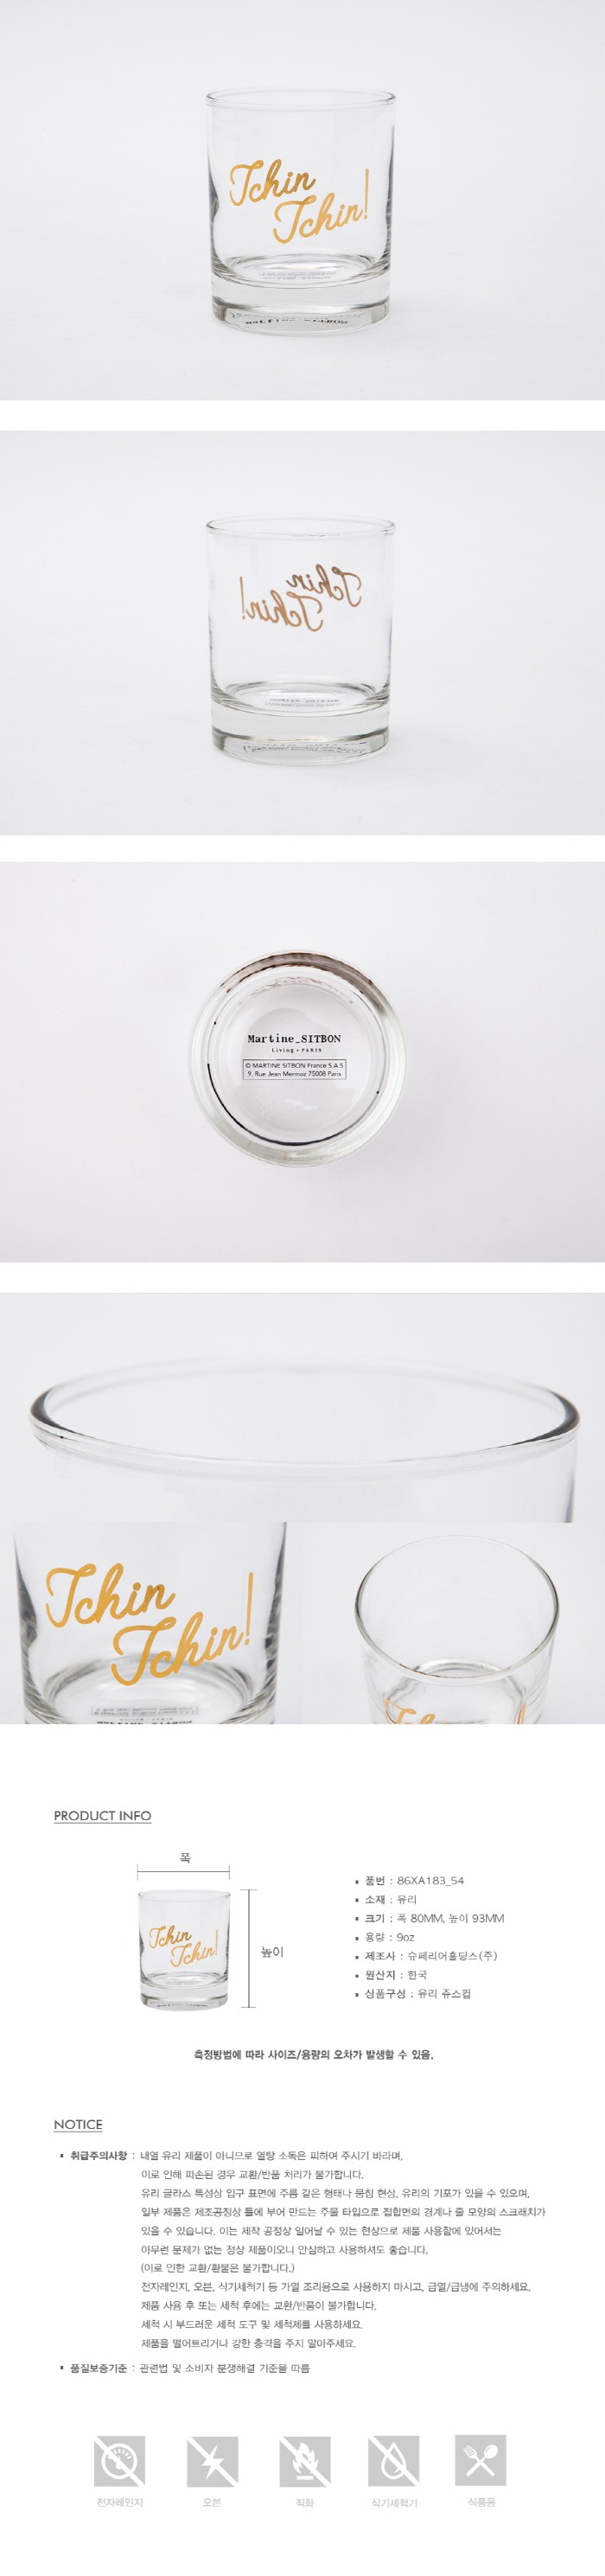 Tchin
Tchin!
Tchin
Tchin!
Martine_SITBON
Living + PARIS
© MARTINE SITBON France S.A.S
9, Rue Jean Mermoz 75008 Paris
Tchin
Tchin!
PRODUCT INFO
폭
Tchin
Tchin!
높이
품번 : 86XA183_54
소재 : 유리
크기 : 폭 80MM, 높이 93MM
용량 : 9oz
제조사 : 슈페리어홀딩스(주)
원산지 : 한국
상품구성 : 유리 쥬스컵
측정방법에 따라 사이즈/용량의 오차가 발생할 수 있음.
NOTICE
취급주의사항 : 내열 유리 제품이 아니므로 열탕 소독은 피하여 주시기 바라며,
이로 인해 파손된 경우 교환/반품 처리가 불가합니다.
유리 글라스 특성상 입구 표면에 주름 같은 형태나 뭉침 현상, 유리의 기포가 있을 수 있으며,
일부 제품은 제조공정상 틀에 부어 만드는 주물 타입으로 접합면의 경계나 줄 모양의 스크래치가
있을 수 있습니다. 이는 제작 공정상 일어날 수 있는 현상으로 제품 사용함에 있어서는
아무런 문제가 없는 정상 제품이오니 안심하고 사용하셔도 좋습니다.
(이로 인한 교환/환불은 불가합니다.)
전자레인지, 오븐, 식기세척기 등 가열 조리용으로 사용하지 마시고, 급열/급냉에 주의하세요.
제품 사용 후 또는 세척 후에는 교환/반품이 불가합니다.
세척 시 부드러운 세척 도구 및 세척제를 사용하세요.
제품을 떨어트리거나 강한 충격을 주지 말아주세요.
품질보증기준 : 관련법 및 소비자 분쟁해결 기준을 따름
전자레인지
오븐
직화
식기세척기
식품용